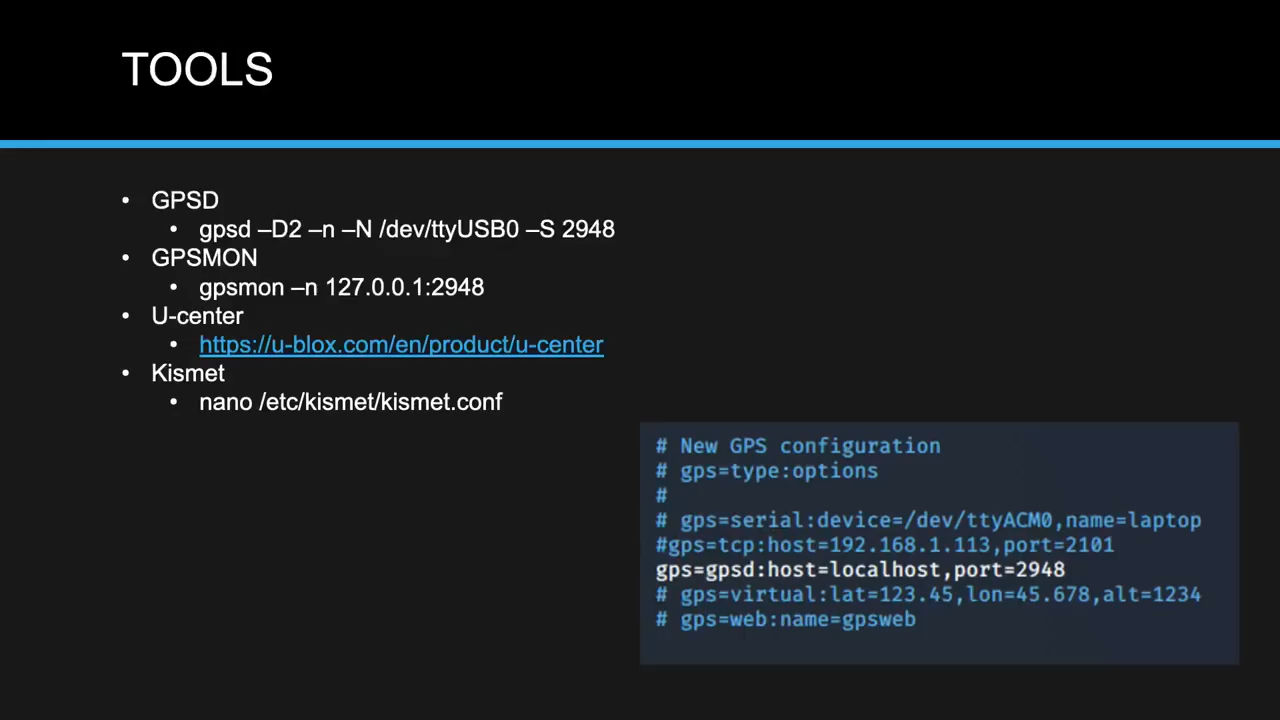 TOOLS
• GPSD
• gpsd –D2 –n –N /dev/ttyUSB0 –S 2948
• GPSMON
• gpsmon –n 127.0.0.1:2948
• U-center
• https://u-blox.com/en/product/u-center
• Kismet
• nano /etc/kismet/kismet.conf
# New GPS configuration
# gps=type:options
#
# gps=serial:device=/dev/ttyACM0,name=laptop
#gps=tcp:host=192.168.1.113,port=2101
gps=gpsd:host=localhost,port=2948
# gps=virtual:lat=123.45,lon=45.678,alt=1234
# gps=web:name=gpsweb